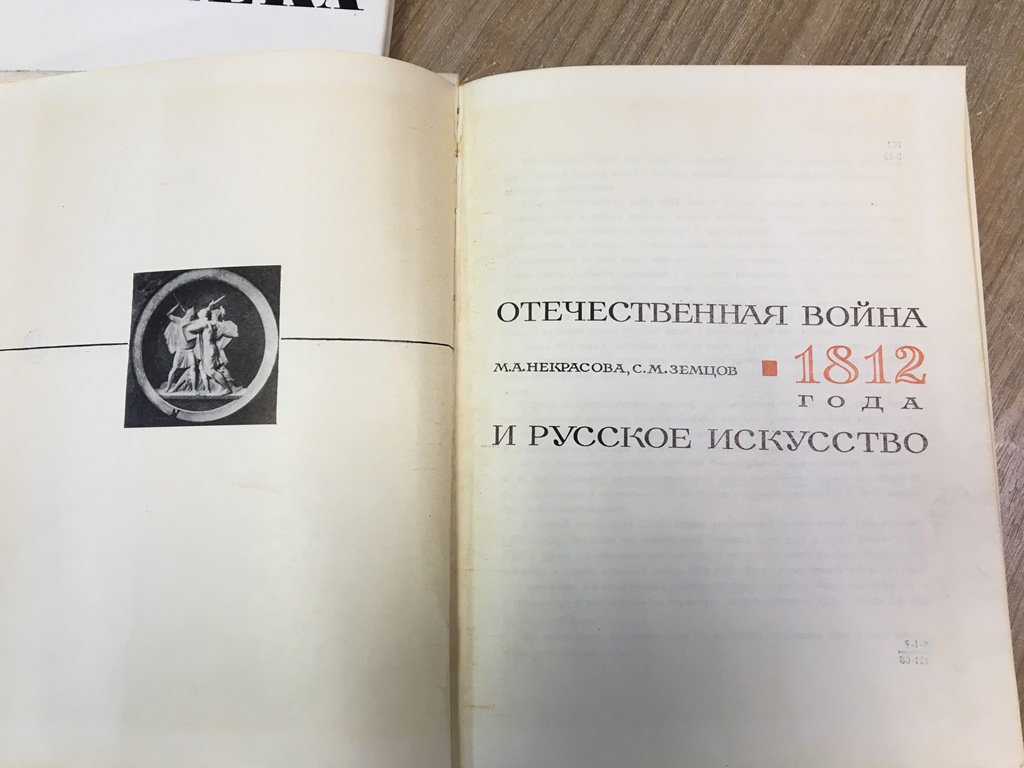 ОТЕЧЕСТВЕННАЯ ВОЙНА
М.А.НЕКРАСОВА, С.М.ЗЕМЦОВ ■ 1812
ГОДА
И РУССКОЕ ИСКУССТВО